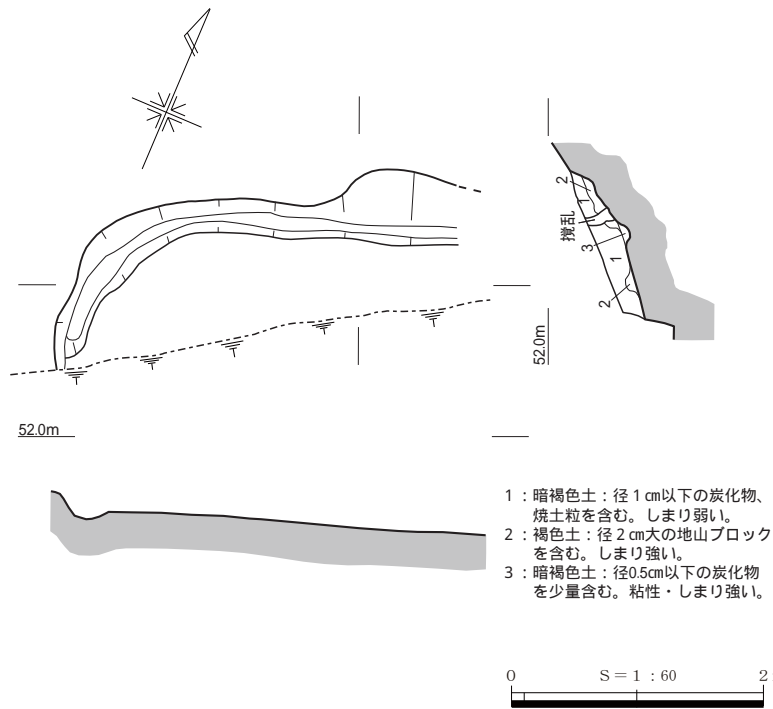 2
1
撹乱
3
1
2
52.0m
52.0m
1：暗褐色土：径1㎝以下の炭化物、
焼土粒を含む。しまり弱い。
2：褐色土：径2㎝大の地山ブロック
を含む。しまり強い。
3：暗褐色土：径0.5㎝以下の炭化物
を少量含む。粘性・しまり強い。
0 S＝1：60 2